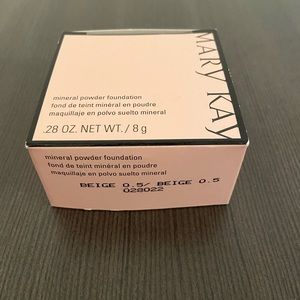 MARY KAY
mineral powder foundation
fond de teint minéral en poudre
maquillaje en polvo suelto mineral
.28 OZ. NET WT./ 8 g
mineral powder foundation
fond de teint minéral en poudre
maquillaje en polvo suelto mineral
BEIGE 0.5/ BEIGE 0.5
028022